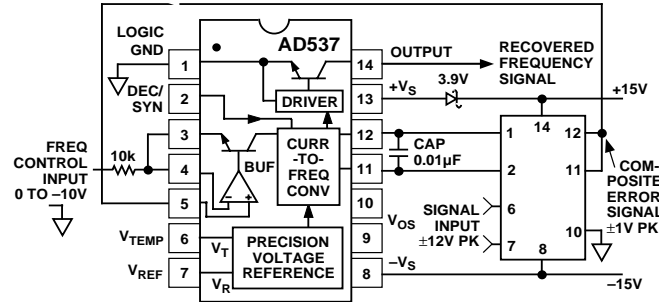 AD537
LOGIC
GND
1
DEC/
SYN
2
3
FREQ
CONTROL
INPUT
0 TO –10V
10k
4
5
VTEMP
6
VREF
7
BUF
–
+
DRIVER
CURR
-TO-
FREQ
CONV
VT
VR
PRECISION
VOLTAGE
REFERENCE
14
OUTPUT
RECOVERED
FREQUENCY
SIGNAL
13
+VS
3.9V
+15V
12
CAP
0.01µF
11
10
VOS
9
8
–VS
–15V
SIGNAL
INPUT
±12V PK
1
2
6
7
14
12
11
10
8
COM-
POSITE
ERROR
SIGNAL
±1V PK